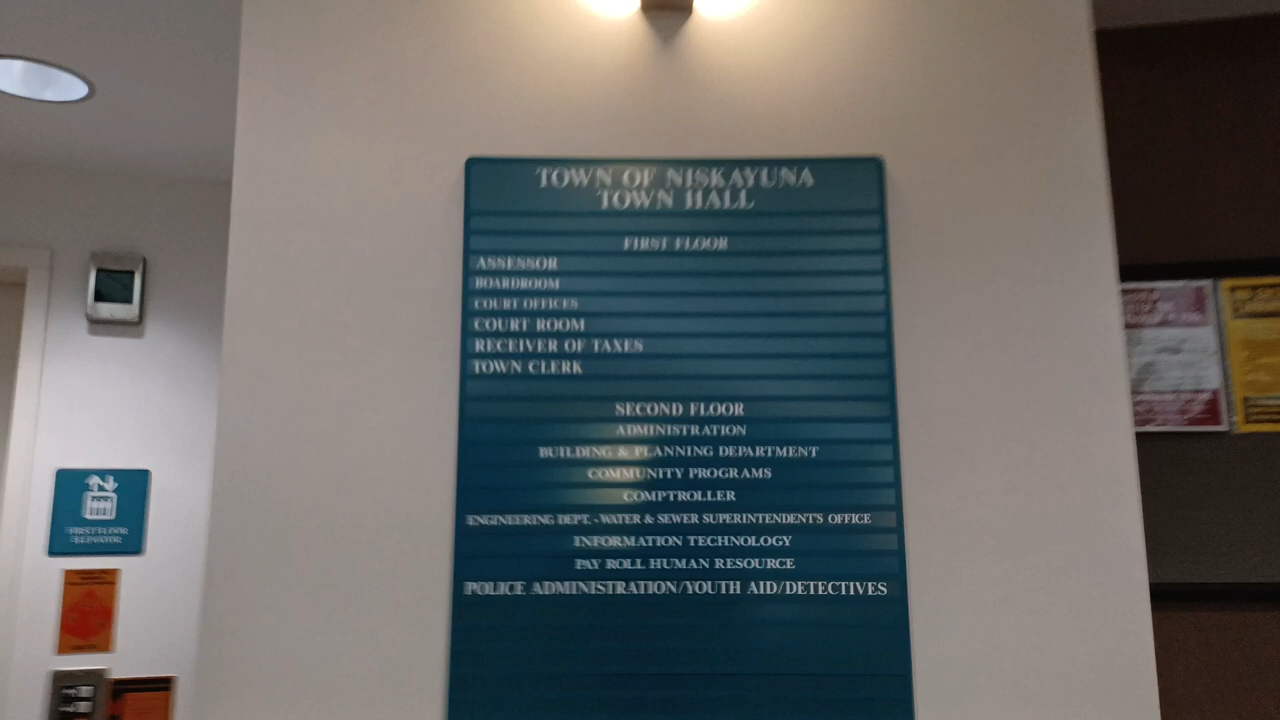 TOWN OF NISKAYUNA
TOWN HALL
FIRST FLOOR
ASSESSOR
BOARDROOM
COURT OFFICES
COURT ROOM
RECEIVER OF TAXES
TOWN CLERK
SECOND FLOOR
ADMINISTRATION
BUILDING & PLANNING DEPARTMENT
COMMUNITY PROGRAMS
COMPTROLLER
ENGINEERING DEPT. - WATER & SEWER SUPERINTENDENT'S OFFICE
INFORMATION TECHNOLOGY
PAY ROLL HUMAN RESOURCE
POLICE ADMINISTRATION/YOUTH AID/DETECTIVES
FIRST FLOOR
ELEVATOR